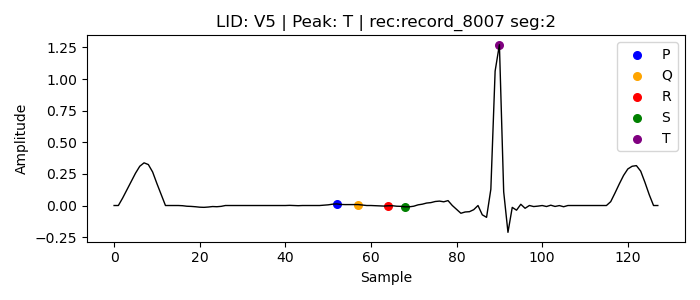 LID: V5 | Peak: T | rec:record_8007 seg:2
Amplitude
1.25
1.00
0.75
0.50
0.25
0.00
−0.25
P
Q
R
S
T
0
20
40
60
80
100
120
Sample